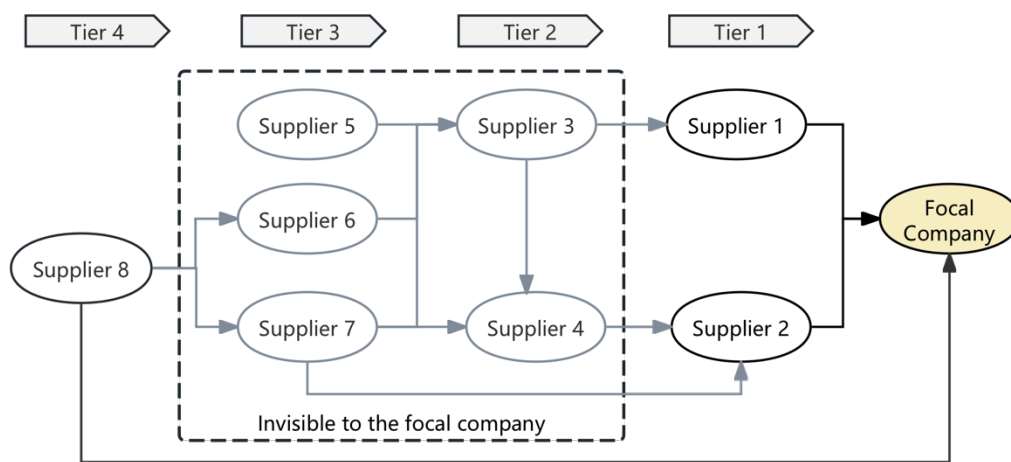 Tier 4
Tier 3
Tier 2
Tier 1
Supplier 5
Supplier 3
Supplier 1
Supplier 6
Focal
Company
Supplier 8
Supplier 7
Supplier 4
Supplier 2
Invisible to the focal company